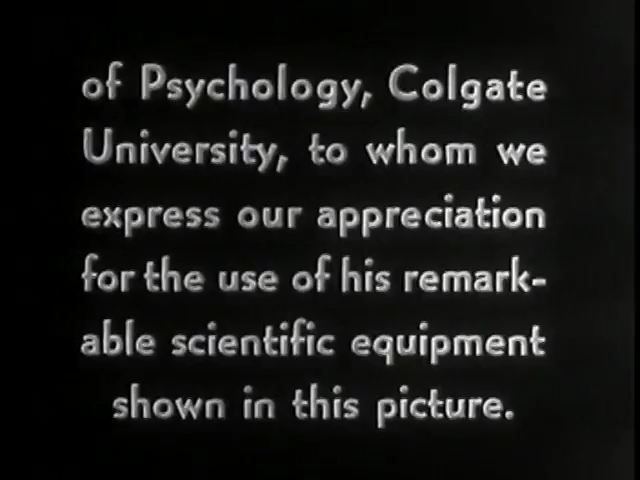 of Psychology, Colgate
University, to whom we
express our appreciation
for the use of his remark-
able scientific equipment
shown in this picture.